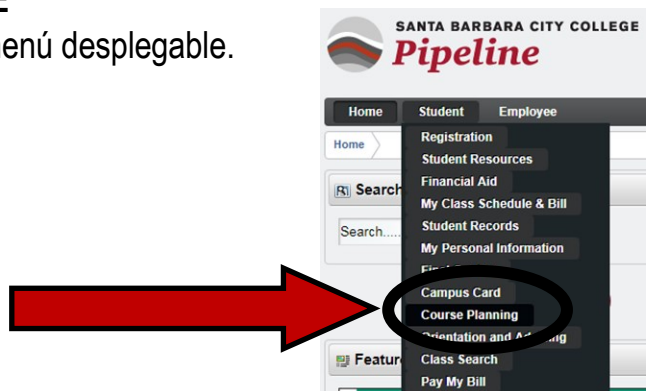 menú desplegable.
SANTA BARBARA CITY COLLEGE
Pipeline
Home Student Employee
Home
Registration
Student Resources
Financial Aid
My Class Schedule & Bill
Student Records
My Personal Information
Campus Card
Course Planning
Orientation and Advising
Class Search
Pay My Bill
Search
Search.....
Featur